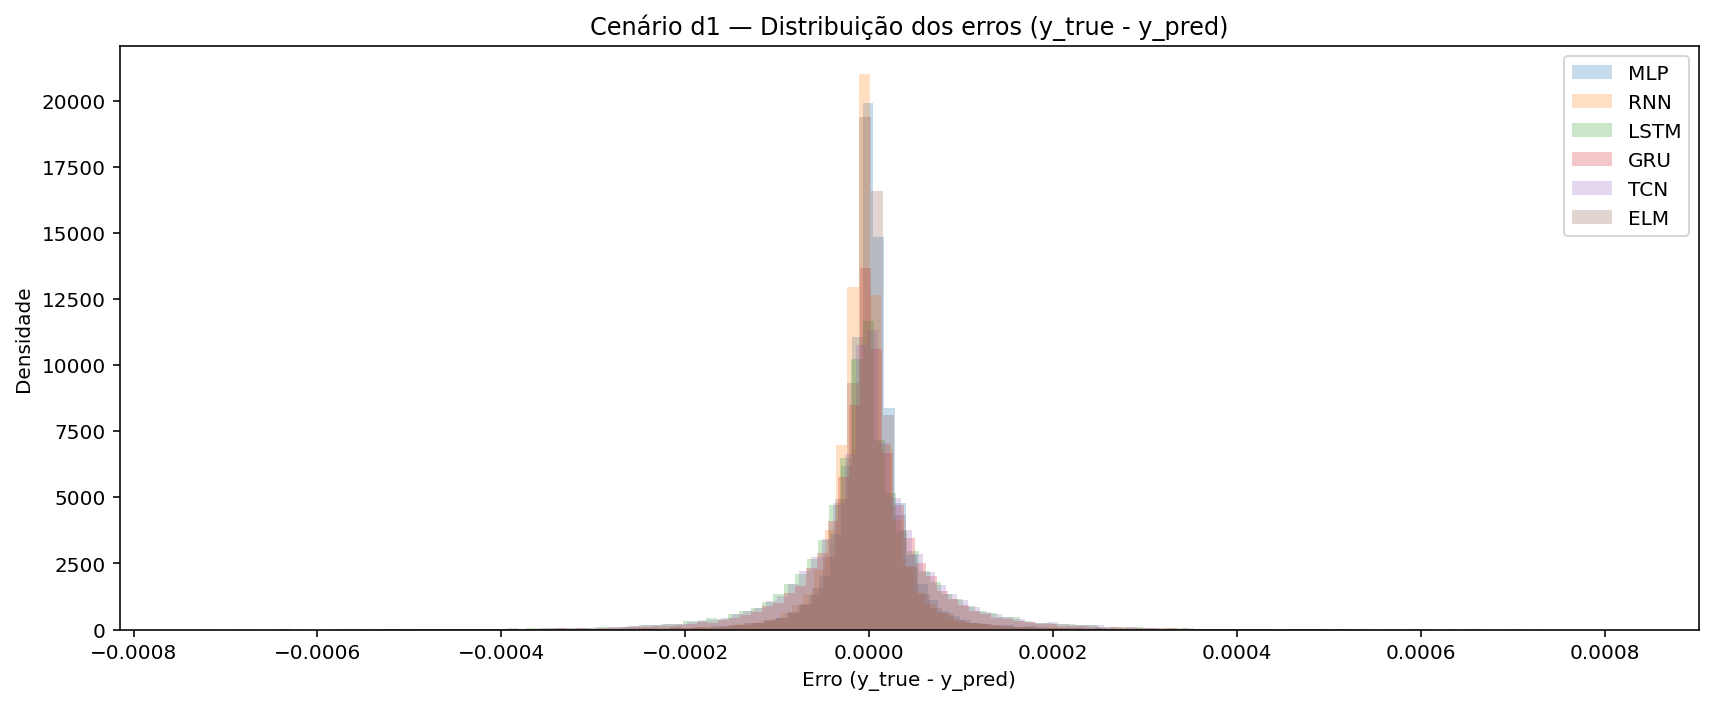 Cenário d1 — Distribuição dos erros (y_true - y_pred)
MLP
RNN
LSTM
GRU
TCN
ELM
20000
17500
15000
12500
10000
7500
5000
2500
0
Densidade
−0.0008 −0.0006 −0.0004 −0.0002 0.0000 0.0002 0.0004 0.0006 0.0008
Erro (y_true - y_pred)